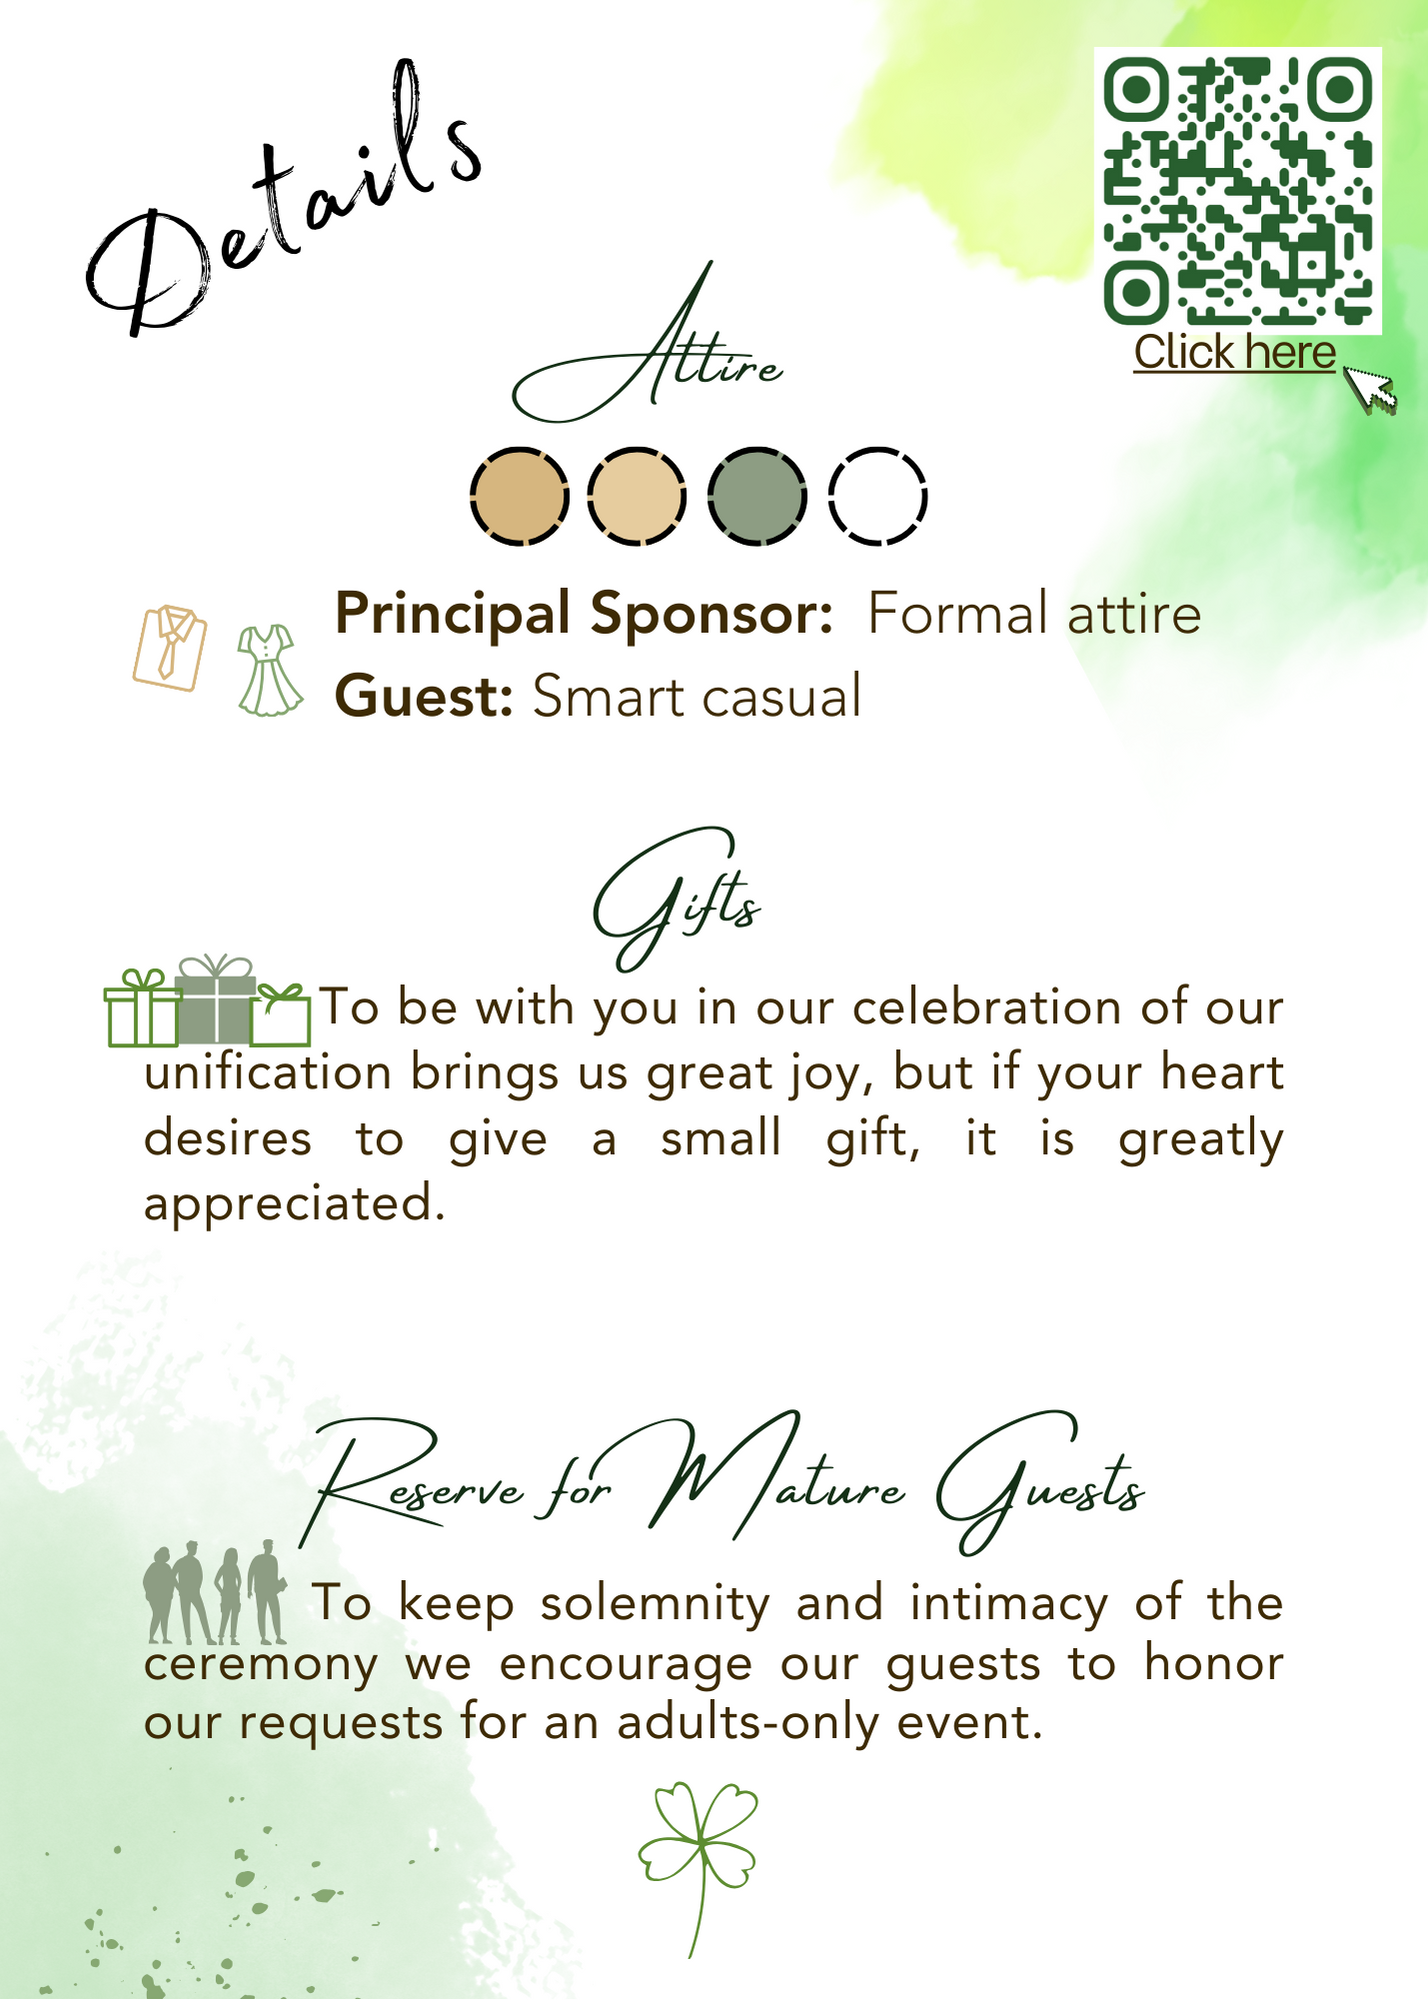 Details
Click here
Attire
Principal Sponsor: Formal attire
Guest: Smart casual
Gifts
To be with you in our celebration of our
unification brings us great joy, but if your heart
desires to give a small gift, it is greatly
appreciated.
Reserve for Mature Guests
To keep solemnity and intimacy of the
ceremony we encourage our guests to honor
our requests for an adults-only event.